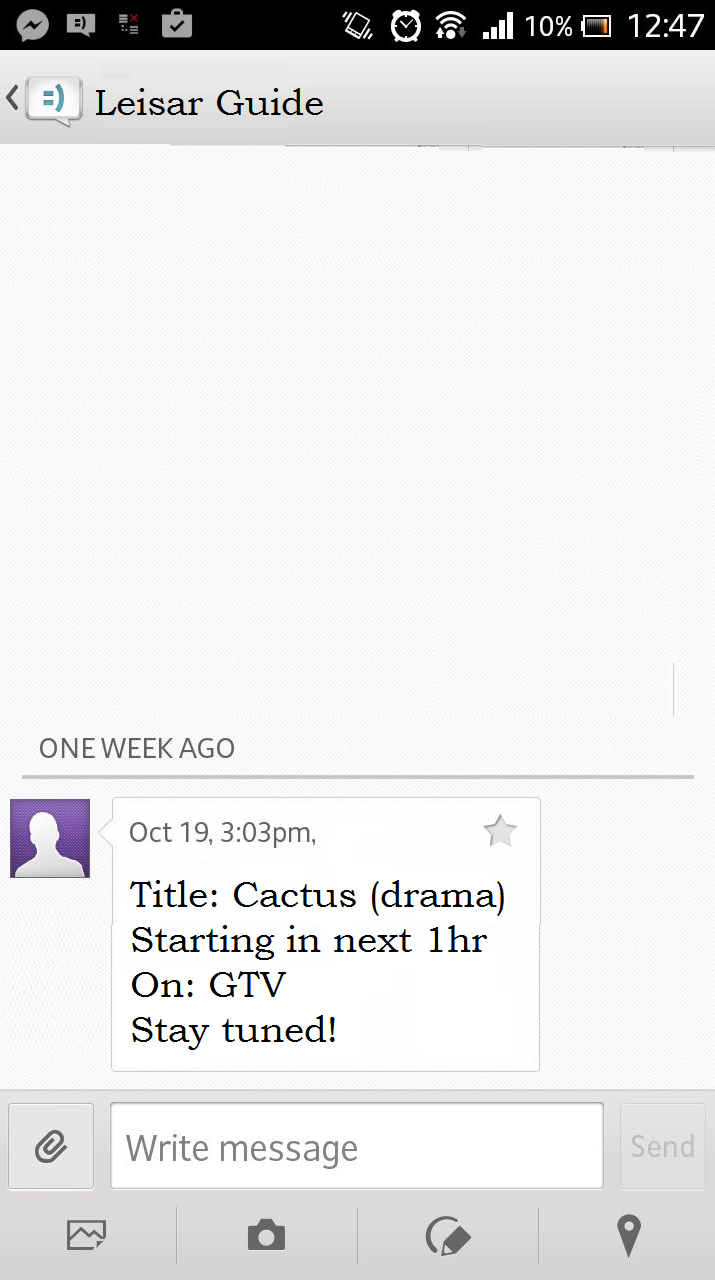 10% 12:47
Leisar Guide
ONE WEEK AGO
Oct 19, 3:03pm,
Title: Cactus (drama)
Starting in next 1hr
On: GTV
Stay tuned!
Write message
Send